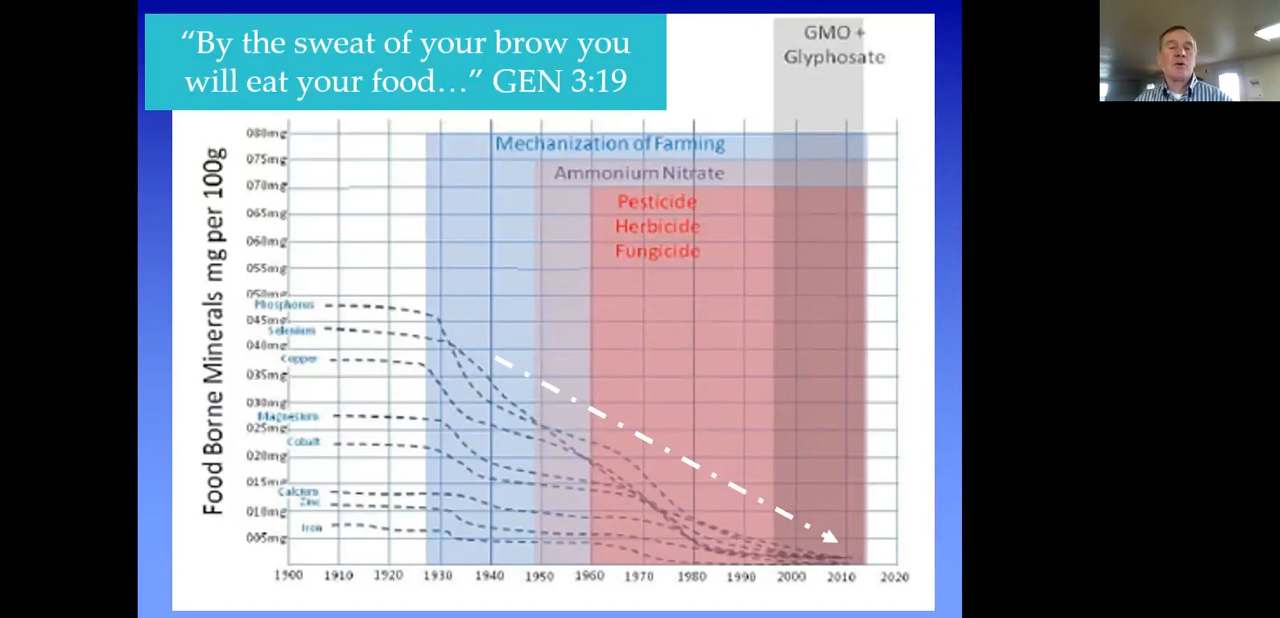 “By the sweat of your brow you
will eat your food…” GEN 3:19
GMO +
Glyphosate
Food Borne Minerals mg per 100g
080mg
075mg
070mg
065mg
060mg
055mg
050mg
045mg
040mg
035mg
030mg
025mg
020mg
015mg
010mg
005mg
Mechanization of Farming
Ammonium Nitrate
Pesticide
Herbicide
Fungicide
Phosphorus
Selenium
Copper
Magnesium
Cobalt
Calcium
Zinc
Iron
1900 1910 1920 1930 1940 1950 1960 1970 1980 1990 2000 2010 2020